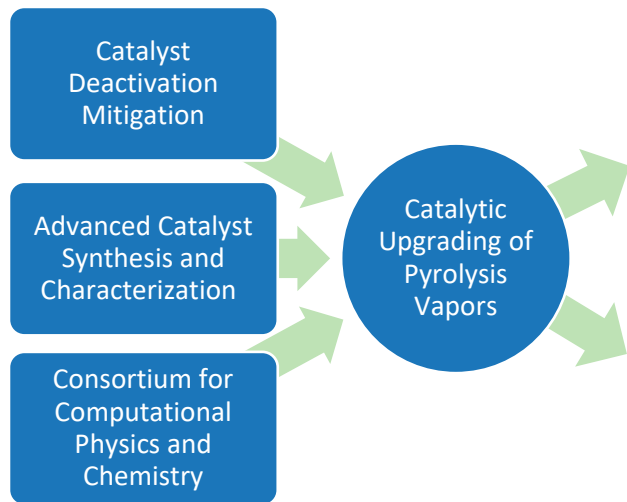 Catalyst
Deactivation
Mitigation
Advanced Catalyst
Synthesis and
Characterization
Consortium for
Computational
Physics and
Chemistry
Catalytic
Upgrading of
Pyrolysis
Vapors